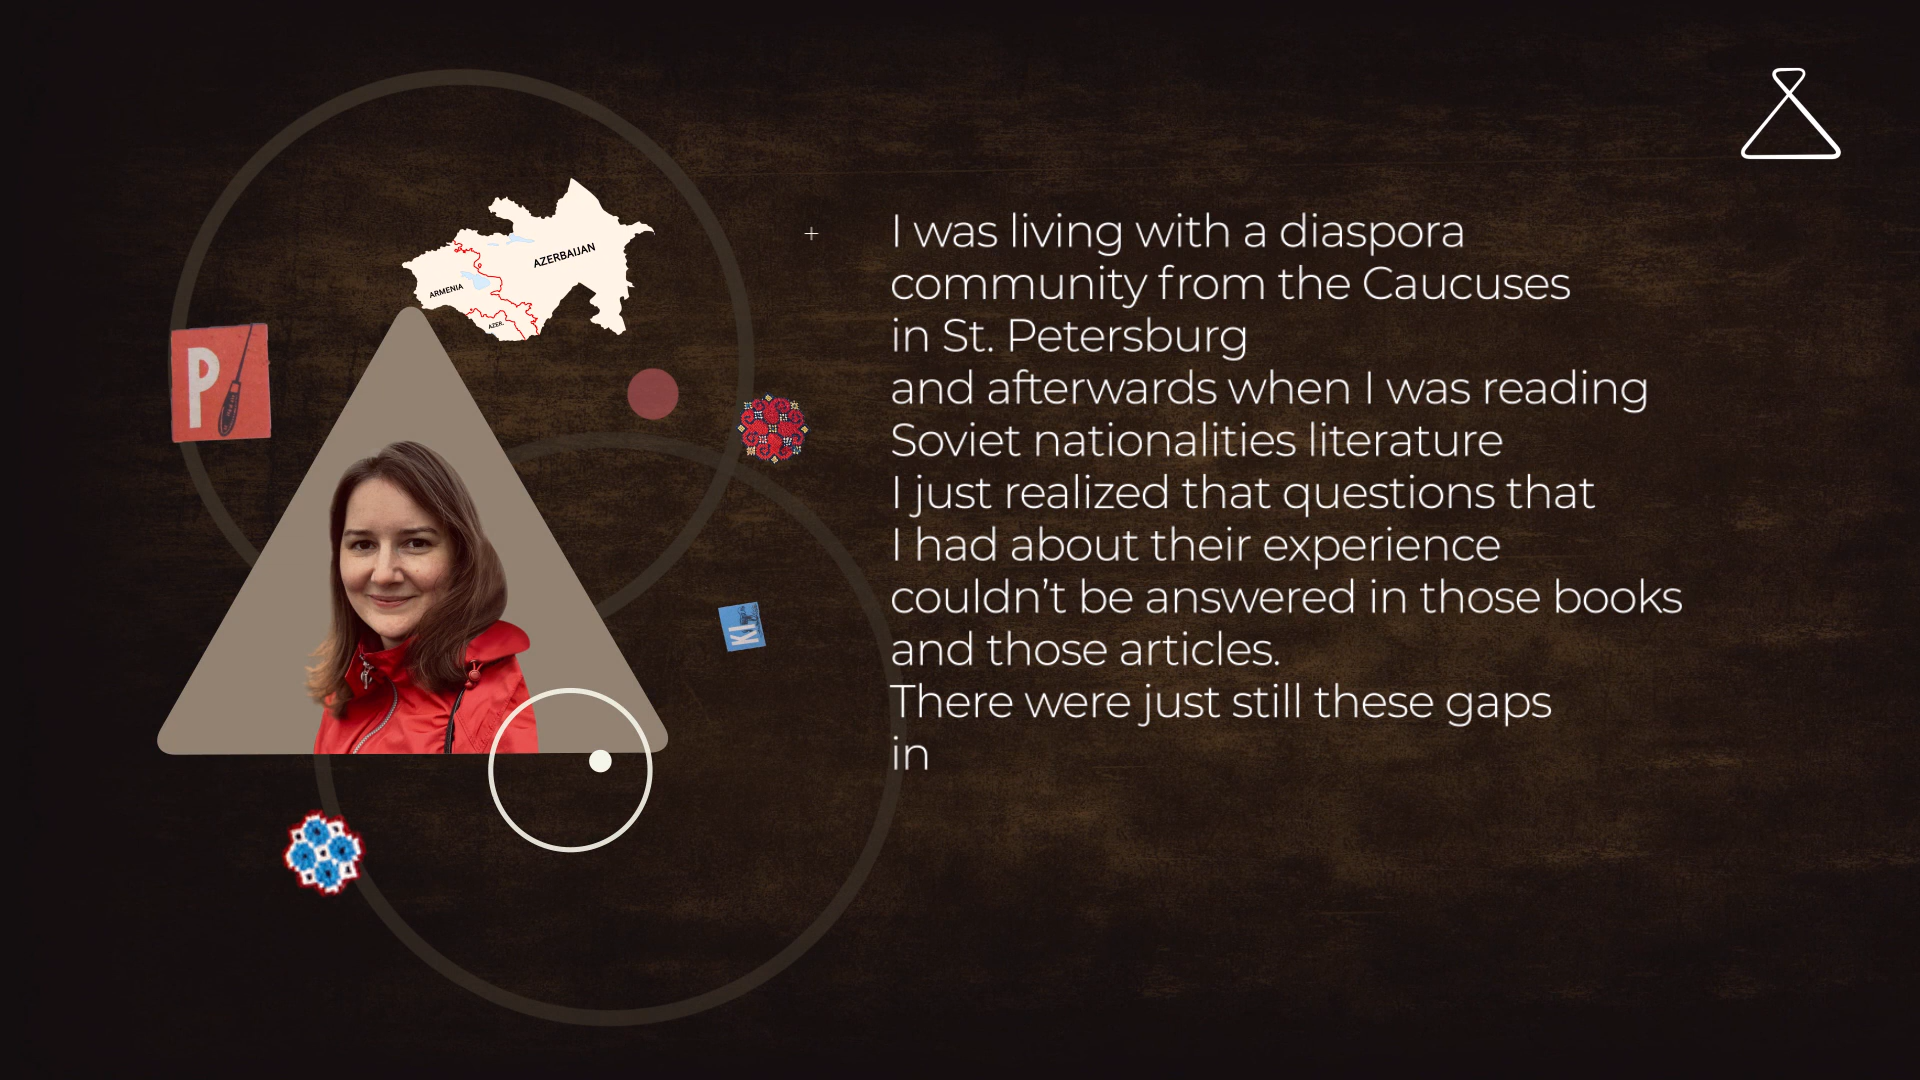 AZERBAIJAN
ARMENIA
AZER.
P
KI
I was living with a diaspora
community from the Caucuses
in St. Petersburg
and afterwards when I was reading
Soviet nationalities literature
I just realized that questions that
I had about their experience
couldn’t be answered in those books
and those articles.
There were just still these gaps
in